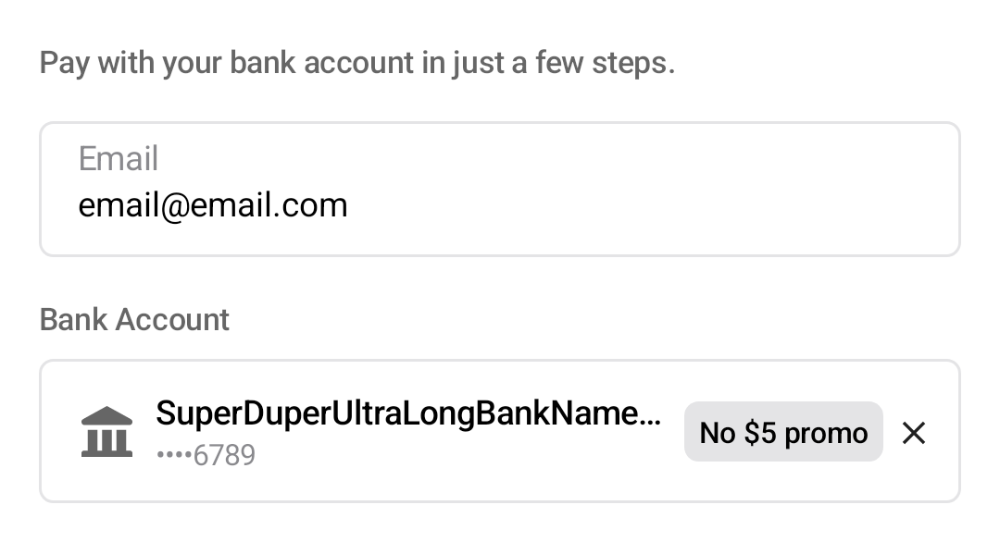 Pay with your bank account in just a few steps.
Email
email@email.com
Bank Account
SuperDuperUltraLongBankName...
••••6789
No $5 promo